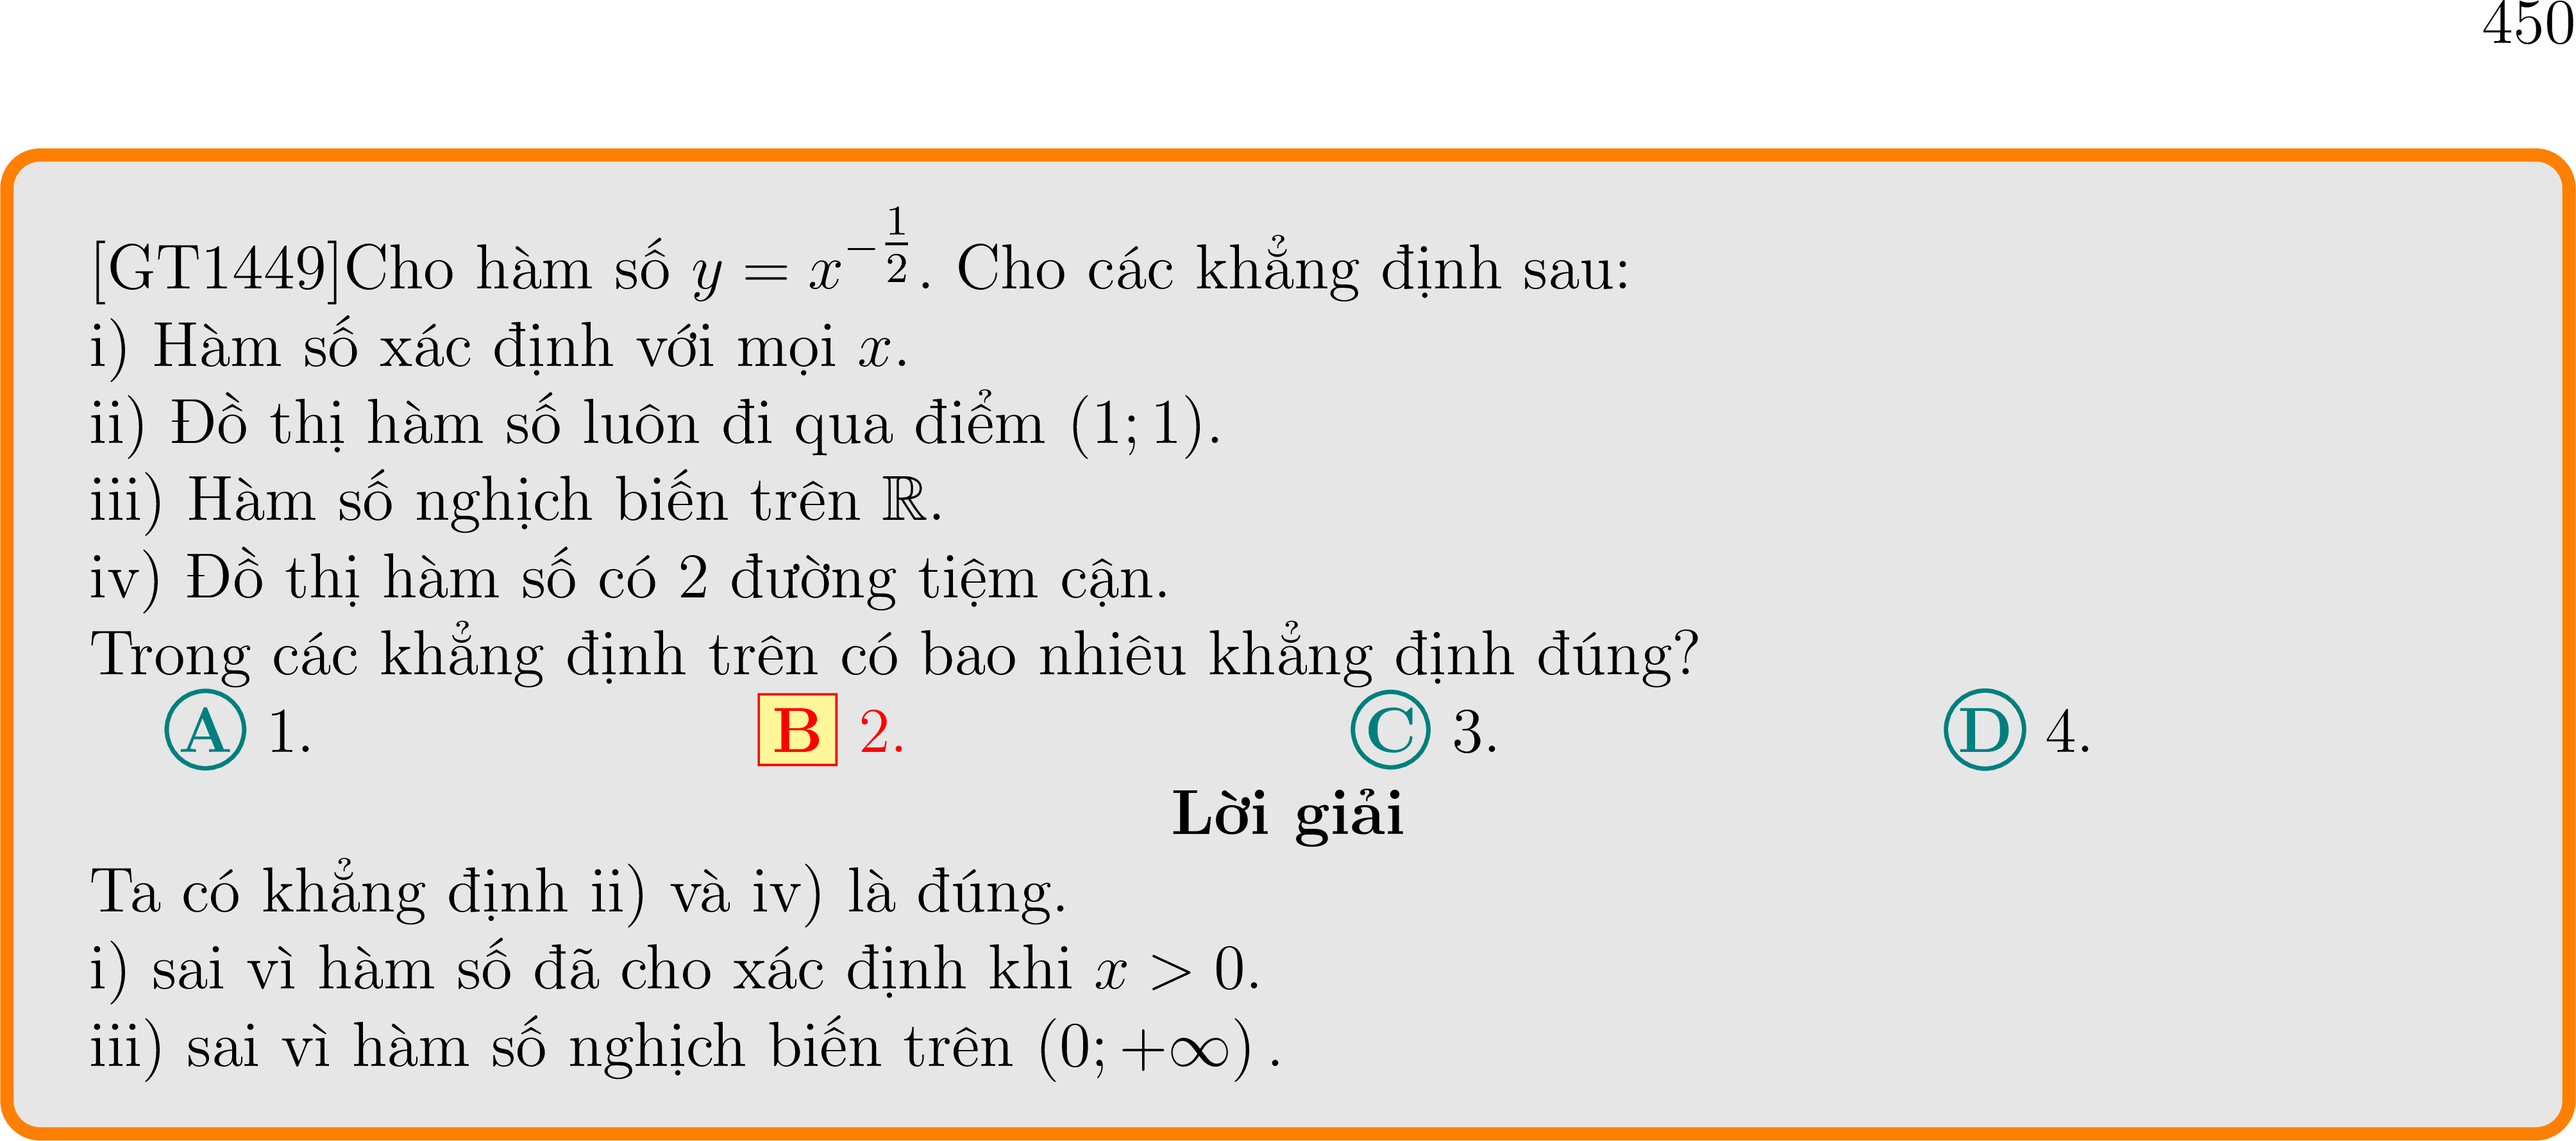 450
[GT1449]Cho hàm số $y = x^{-\frac{1}{2}}$. Cho các khẳng định sau:
i) Hàm số xác định với mọi $x$.
ii) Đồ thị hàm số luôn đi qua điểm (1; 1).
iii) Hàm số nghịch biến trên ℝ.
iv) Đồ thị hàm số có 2 đường tiệm cận.
Trong các khẳng định trên có bao nhiêu khẳng định đúng?
A 1. B 2. C 3. D 4.
Lời giải
Ta có khẳng định ii) và iv) là đúng.
i) sai vì hàm số đã cho xác định khi $x > 0$.
iii) sai vì hàm số nghịch biến trên (0; +∞).